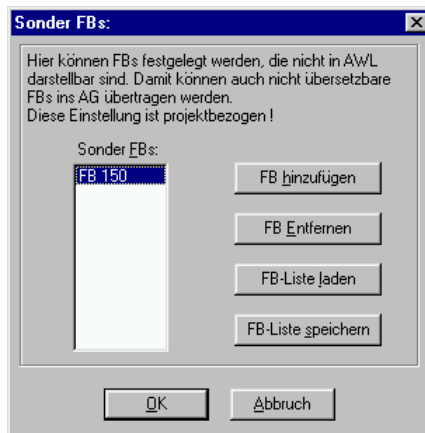 Sonder FBs:
Hier können FBs festgelegt werden, die nicht in AWL
darstellbar sind. Damit können auch nicht übersetzbare
FBs ins AG übertragen werden.
Diese Einstellung ist projektbezogen !
Sonder FBs:
FB 150
FB hinzufügen
FB Entfernen
FB-Liste laden
FB-Liste speichern
OK
Abbruch